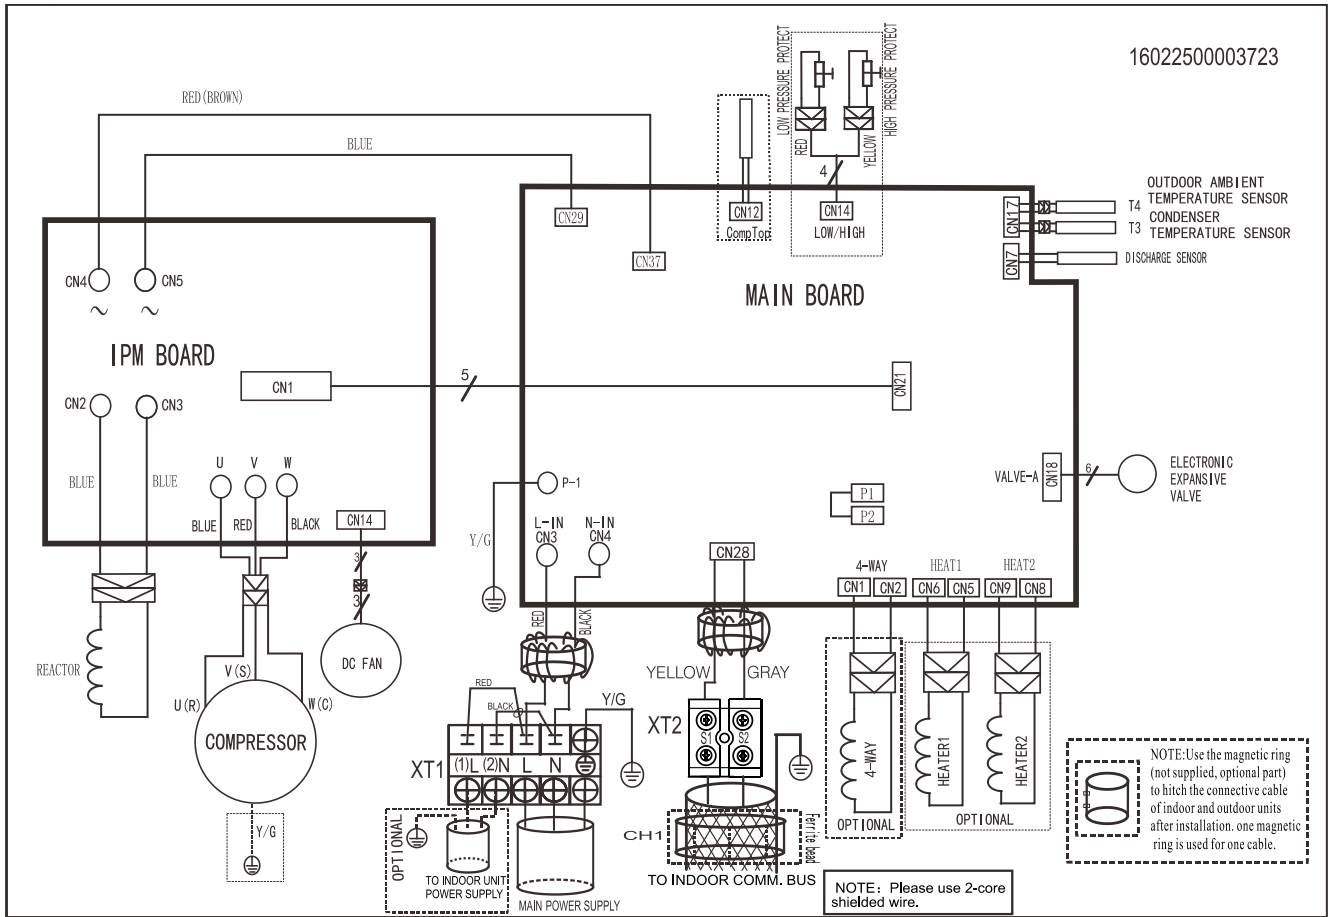 16022500003723
RED(BROWN)
BLUE
LOW PRESSURE PROTECT
HIGH PRESSURE PROTECT
RED
YELLOW
4
CN12
CompTop
CN14
LOW/HIGH
CN29
CN37
CN17
CN7
OUTDOOR AMBIENT
T4 TEMPERATURE SENSOR
CONDENSER
T3 TEMPERATURE SENSOR
DISCHARGE SENSOR
MAIN BOARD
CN4
CN5
IPM BOARD
CN1
5
CN21
CN2
CN3
BLUE
BLUE
U
V
W
BLUE
RED
BLACK
CN14
3
3
DC FAN
REACTOR
V(S)
U(R)
W(C)
COMPRESSOR
Y/G
P-1
Y/G
L-IN
CN3
N-IN
CN4
RED
BLACK
CN28
P1
P2
VALVE-A
CN18
6
ELECTRONIC
EXPANSIVE
VALVE
4-WAY
HEAT1
HEAT2
CN1
CN2
CN6
CN5
CN9
CN8
RED
BLACK
8
Y/G
XT1
(1)L
(2)N
L
N
OPTIONAL
TO INDOOR UNIT
POWER SUPPLY
MAIN POWER SUPPLY
YELLOW
GRAY
XT2
S1
S2
CH1
Ferrite bead
TO INDOOR COMM. BUS
4-WAY
OPTIONAL
HEATER1
HEATER2
OPTIONAL
NOTE: Please use 2-core
shielded wire.
NOTE:Use the magnetic ring
(not supplied, optional part)
to hitch the connective cable
of indoor and outdoor units
after installation. one magnetic
ring is used for one cable.